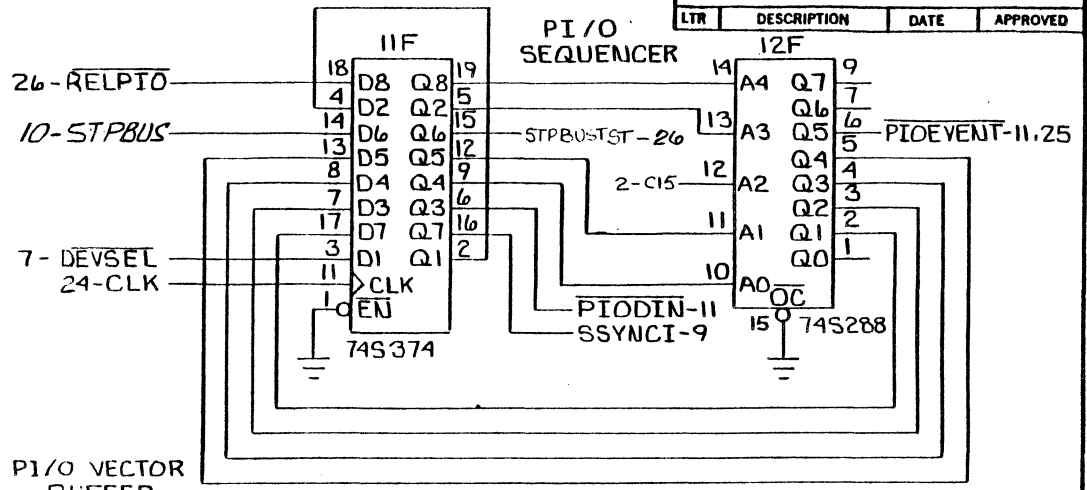 LTR DESCRIPTION DATE APPROVED
PI/O
SEQUENCER
11F
12F
26-RELPIO
10-STPBUS
7-DEVSEL
24-CLK
18 D8 Q8 19
4 D2 Q2 5
14 D6 Q6 15
13 D5 Q5 12
8 D4 Q4 9
7 D3 Q3 6
17 D7 Q7 16
3 D1 Q1 2
11 CLK
1 EN
74S374
STPBUSTST-26
2-C15
PIODIN-11
SSYNCI-9
14 A4 Q7 9
Q6 7
13 A3 Q5 6
PIOEVENT-11,25
Q4 5
12 A2 Q3 4
Q2 3
11 A1 Q1 2
Q0 1
10 A0 OC
15 74S288
PI/O VECTOR